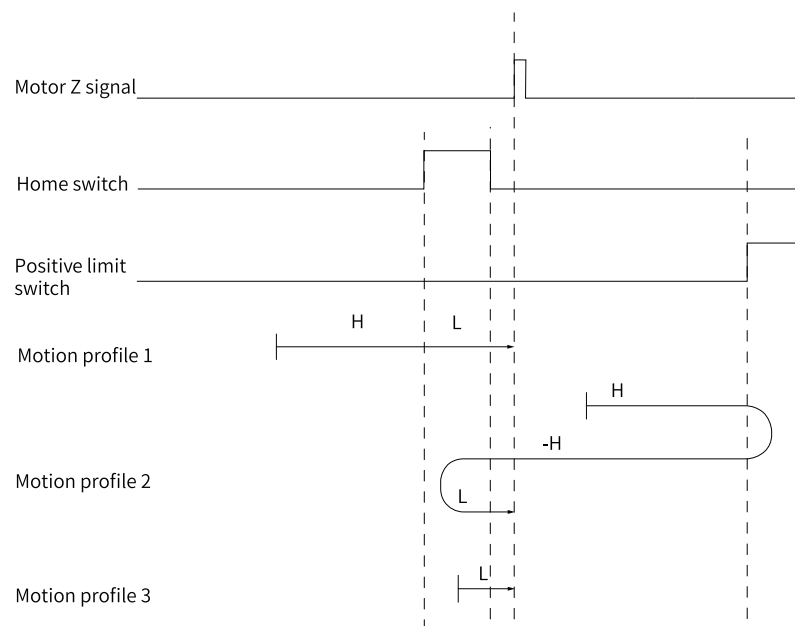 Motor Z signal
Home switch
Positive limit
switch
H
L
Motion profile 1
H
-H
Motion profile 2
L
L
Motion profile 3